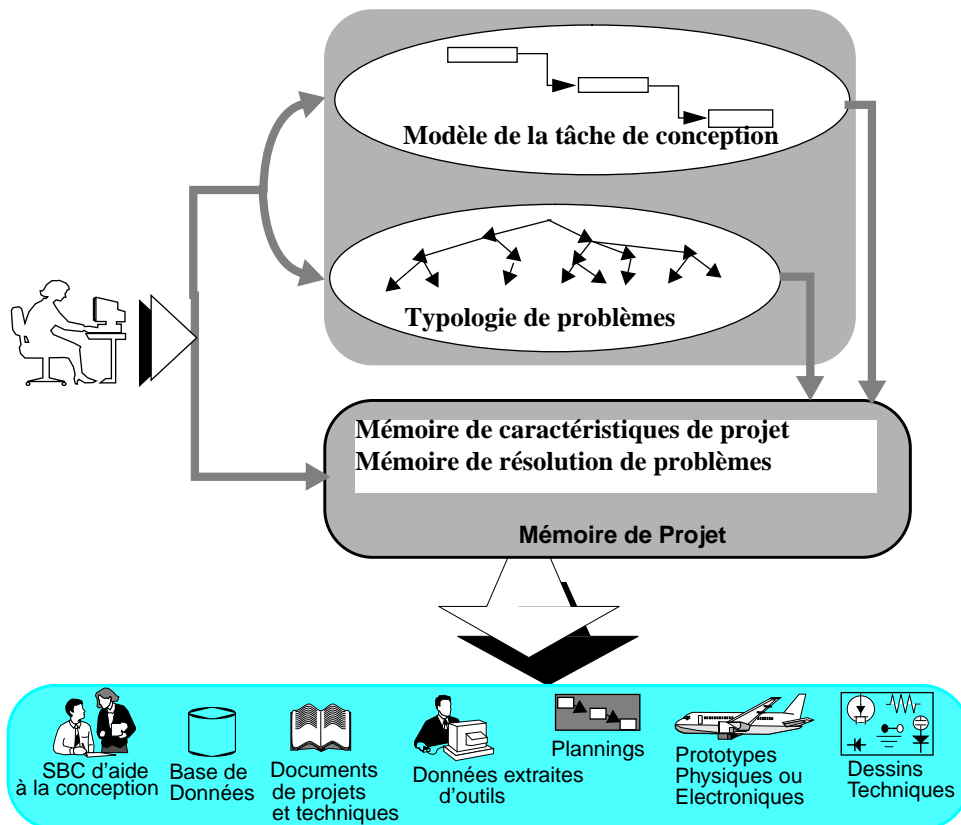 Modèle de la tâche de conception
Typologie de problèmes
Mémoire de caractéristiques de projet
Mémoire de résolution de problèmes
Mémoire de Projet
SBC d'aide
à la conception
Base de
Données
Documents
de projets
et techniques
Données extraites
d'outils
Plannings
Prototypes
Physiques ou
Electroniques
Dessins
Techniques